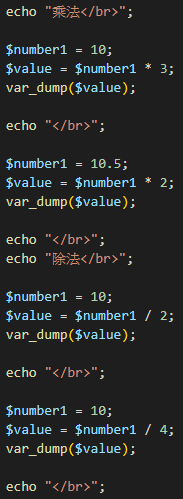 echo "乘法</br>";
$number1 = 10;
$value = $number1 * 3;
var_dump($value);
echo "</br>";
$number1 = 10.5;
$value = $number1 * 2;
var_dump($value);
echo "</br>";
echo "除法</br>";
$number1 = 10;
$value = $number1 / 2;
var_dump($value);
echo "</br>";
$number1 = 10;
$value = $number1 / 4;
var_dump($value);
echo "</br>";